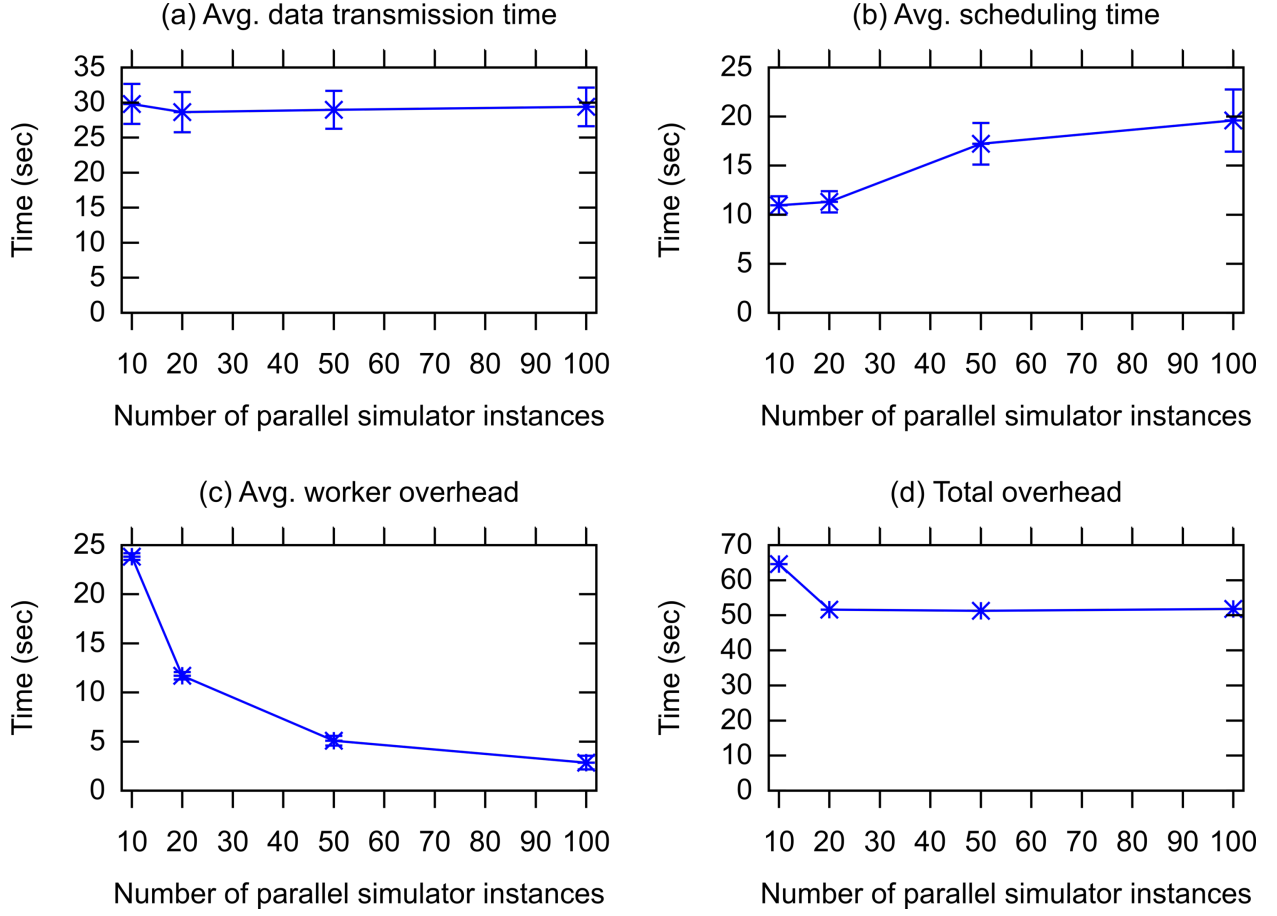 (a) Avg. data transmission time
35
30
25
20
15
10
5
0
Time (sec)
10 20 30 40 50 60 70 80 90 100
Number of parallel simulator instances
(b) Avg. scheduling time
25
20
15
10
5
0
Time (sec)
10 20 30 40 50 60 70 80 90 100
Number of parallel simulator instances
(c) Avg. worker overhead
25
20
15
10
5
0
Time (sec)
10 20 30 40 50 60 70 80 90 100
Number of parallel simulator instances
(d) Total overhead
70
60
50
40
30
20
10
0
Time (sec)
10 20 30 40 50 60 70 80 90 100
Number of parallel simulator instances